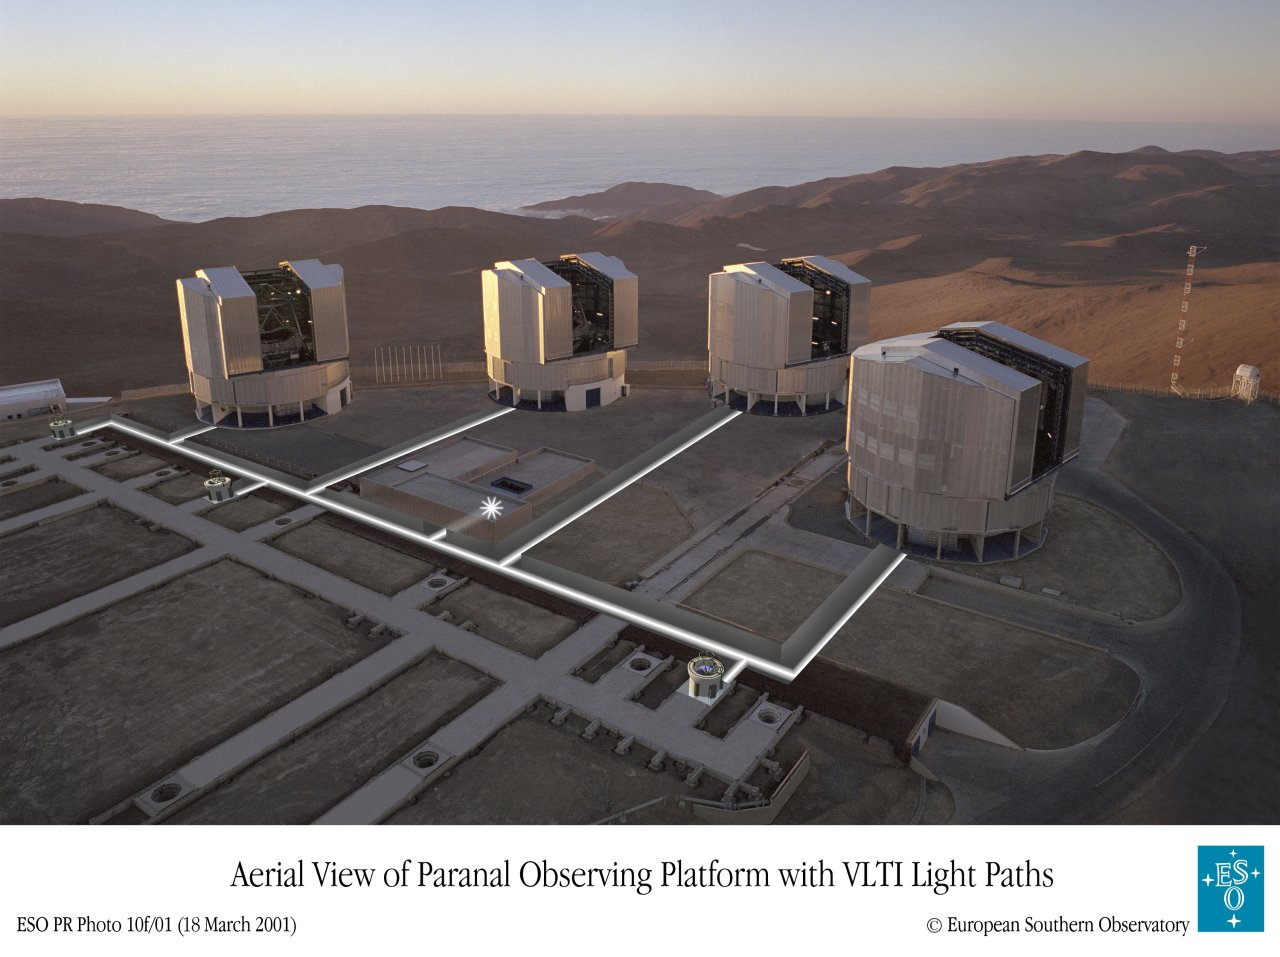 Aerial View of Paranal Observing Platform with VLTI Light Paths
ESO PR Photo 10f/01 (18 March 2001)
© European Southern Observatory
ESO